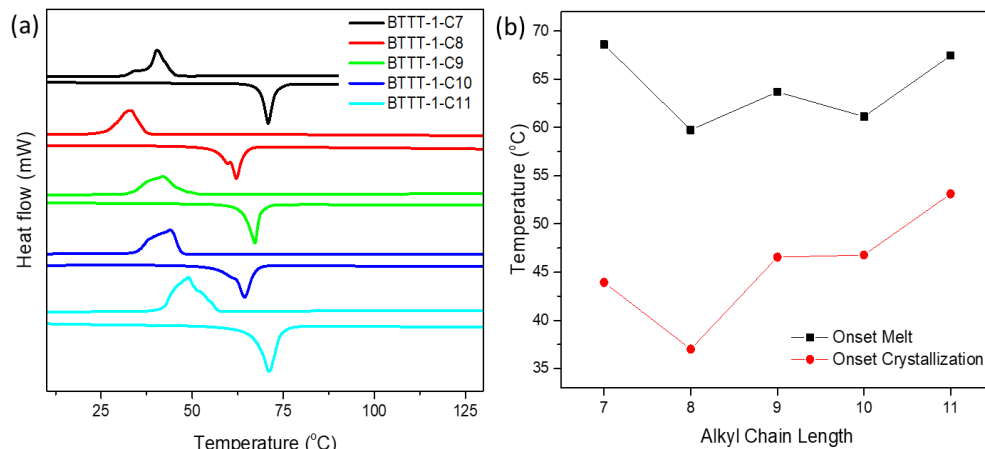 (a)
BTTT-1-C7
BTTT-1-C8
BTTT-1-C9
BTTT-1-C10
BTTT-1-C11
Heat flow (mW)
25 50 75 100 125
Temperature (°C)
(b)
70
65
60
55
50
45
40
35
Temperature (°C)
Onset Melt
Onset Crystallization
7 8 9 10 11
Alkyl Chain Length